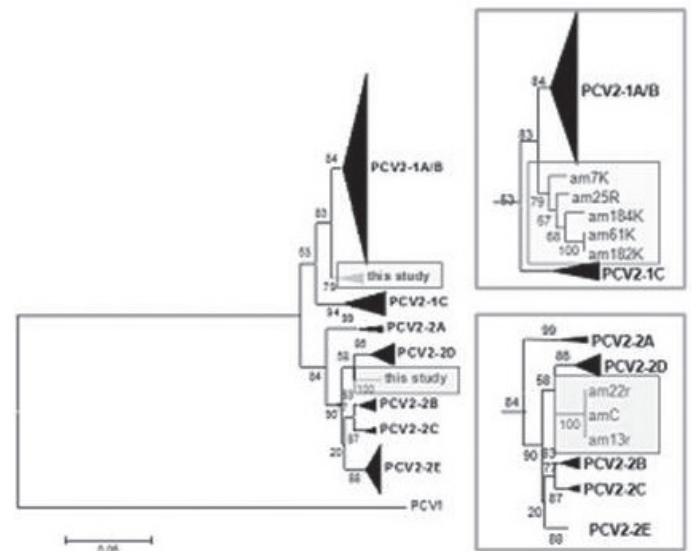 84
PCV2-1A/B
83
this study
79
PCV2-1C
94
99
PCV2-2A
PCV2-2D
58
84
this study
100
90
PCV2-2B
PCV2-2C
87
20
PCV2-2E
88
PCV1
0.05
84
PCV2-1A/B
83
53
am7K
79
am25R
67
am184K
68
am61K
100
am182K
PCV2-1C
99
PCV2-2A
PCV2-2D
58
84
am22r
amC
100
am13r
90
83
PCV2-2B
77
PCV2-2C
87
20
PCV2-2E
88